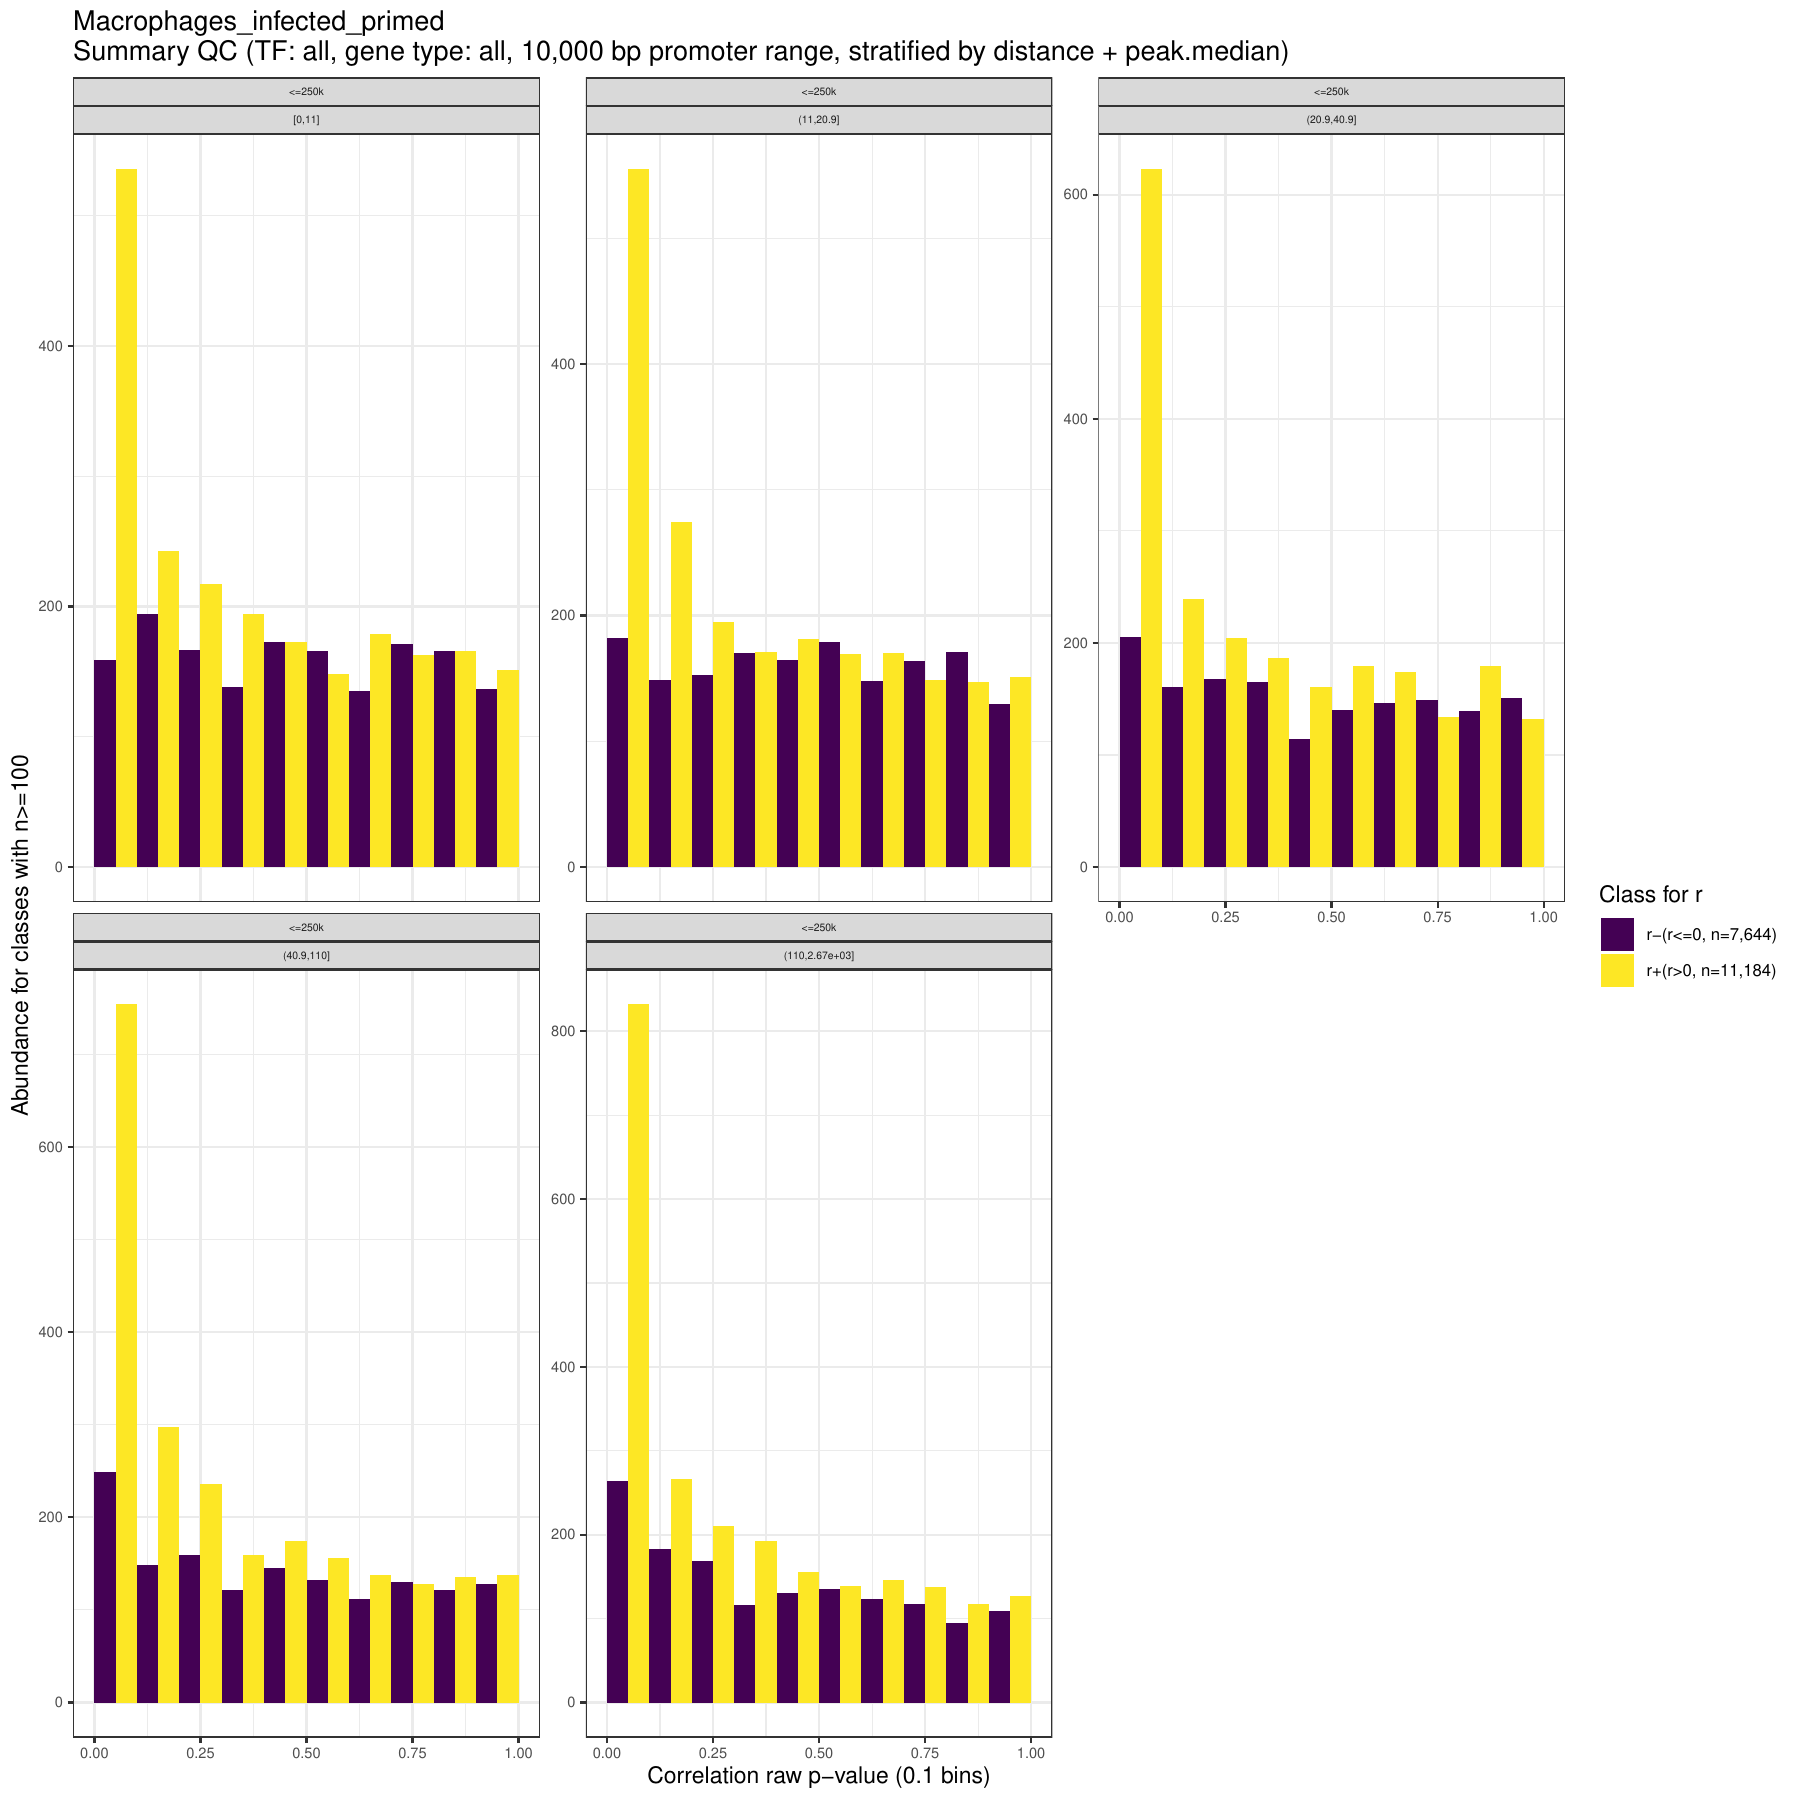 Macrophages_infected_primed
Summary QC (TF: all, gene type: all, 10,000 bp promoter range, stratified by distance + peak.median)
<=250k
[0,11]
400
200
0
<=250k
(11,20.9]
400
200
0
<=250k
(20.9,40.9]
600
400
200
0
0.00 0.25 0.50 0.75 1.00
<=250k
(40.9,110]
600
400
200
0
0.00 0.25 0.50 0.75 1.00
<=250k
(110,2.67e+03]
800
600
400
200
0
0.00 0.25 0.50 0.75 1.00
Abundance for classes with n>=100
Correlation raw p−value (0.1 bins)
Class for r
r−(r<=0, n=7,644)
r+(r>0, n=11,184)